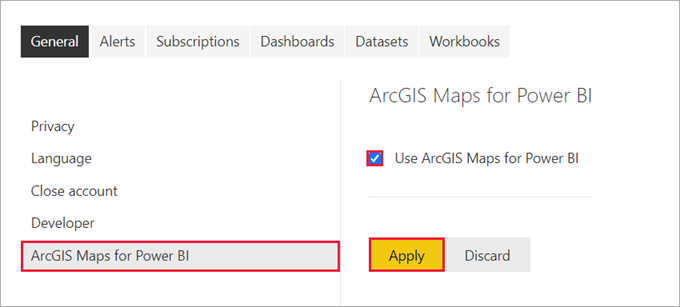 General Alerts Subscriptions Dashboards Datasets Workbooks
Privacy
Language
Close account
Developer
ArcGIS Maps for Power BI
ArcGIS Maps for Power BI
Use ArcGIS Maps for Power BI
Apply Discard